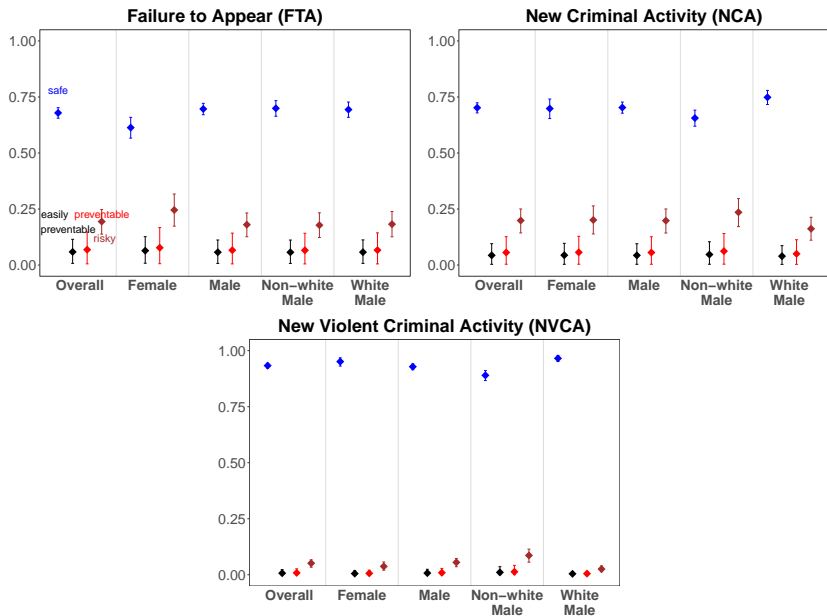 Failure to Appear (FTA)
1.00
0.75
0.50
0.25
0.00
safe
easily preventable
preventable
risky
Overall Female Male Non−white White
Male Male
New Criminal Activity (NCA)
1.00
0.75
0.50
0.25
0.00
Overall Female Male Non−white White
Male Male
New Violent Criminal Activity (NVCA)
1.00
0.75
0.50
0.25
0.00
Overall Female Male Non−white White
Male Male